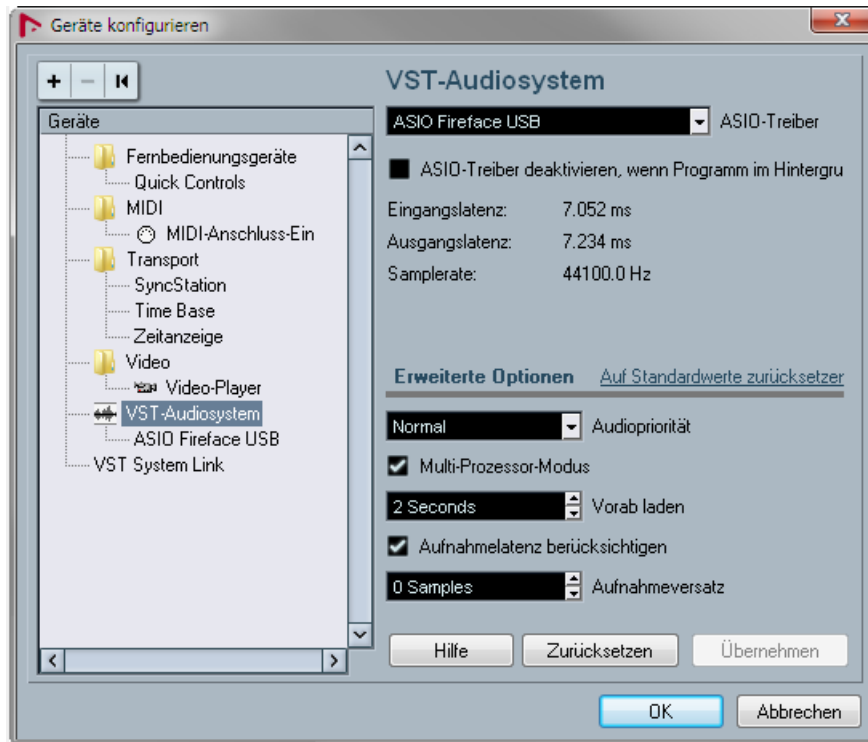 Geräte konfigurieren
VST-Audiosystem
Geräte
ASIO Fireface USB
ASIO-Treiber
Fernbedienungsgeräte
Quick Controls
MIDI
MIDI-Anschluss-Ein
Transport
SyncStation
Time Base
Zeitanzeige
Video
Video-Player
VST-Audiosystem
ASIO Fireface USB
VST System Link
ASIO-Treiber deaktivieren, wenn Programm im Hintergru
Eingangslatenz: 7.052 ms
Ausgangslatenz: 7.234 ms
Samplerate: 44100.0 Hz
Erweiterte Optionen
Auf Standardwerte zurücksetzer
Normal
Audiopriorität
Multi-Prozessor-Modus
2 Seconds
Vorab laden
Aufnahmelatenz berücksichtigen
0 Samples
Aufnahmeversatz
Hilfe
Zurücksetzen
Übernehmen
OK
Abbrechen